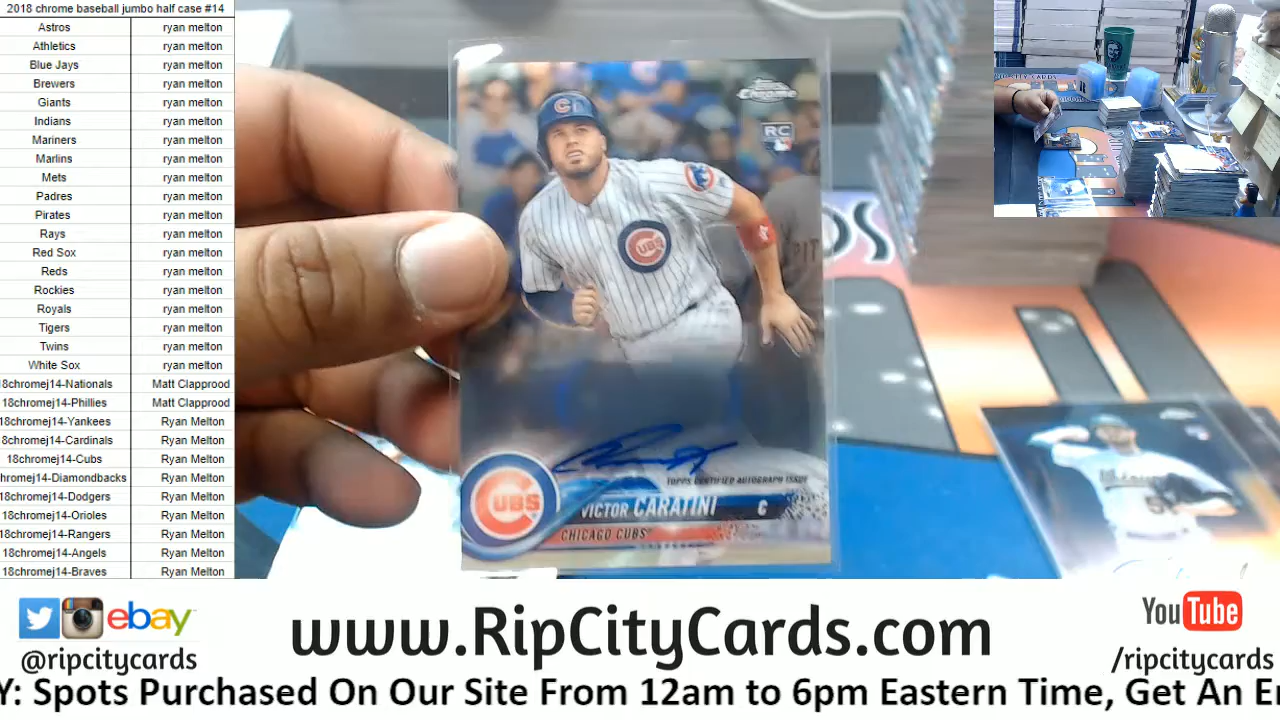 2018 chrome baseball jumbo half case #14
Astros ryan melton
Athletics ryan melton
Blue Jays ryan melton
Brewers ryan melton
Giants ryan melton
Indians ryan melton
Mariners ryan melton
Marlins ryan melton
Mets ryan melton
Padres ryan melton
Pirates ryan melton
Rays ryan melton
Red Sox ryan melton
Reds ryan melton
Rockies ryan melton
Royals ryan melton
Tigers ryan melton
Twins ryan melton
White Sox ryan melton
8chromej14-Nationals Matt Clapprood
18chromej14-Phillies Matt Clapprood
18chromej14-Yankees Ryan Melton
8chromej14-Cardinals Ryan Melton
18chromej14-Cubs Ryan Melton
hromej14-Diamondbacks Ryan Melton
18chromej14-Dodgers Ryan Melton
18chromej14-Orioles Ryan Melton
18chromej14-Rangers Ryan Melton
18chromej14-Angels Ryan Melton
18chromej14-Braves Ryan Melton
Chrome
RC
C
CUBS
TOPPS CERTIFIED AUTOGRAPH ISSUE
CUBS
VICTOR CARATINI C
CHICAGO CUBS
ebay
@ripcitycards
www.RipCityCards.com
YouTube
/ripcitycards
Y: Spots Purchased On Our Site From 12am to 6pm Eastern Time, Get An E